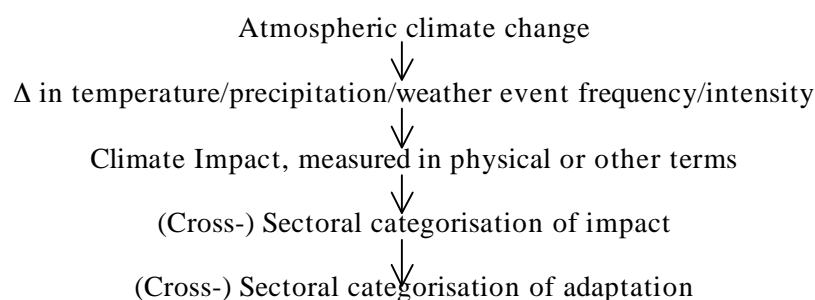 Atmospheric climate change
Δ in temperature/precipitation/weather event frequency/intensity
Climate Impact, measured in physical or other terms
(Cross-) Sectoral categorisation of impact
(Cross-) Sectoral categorisation of adaptation